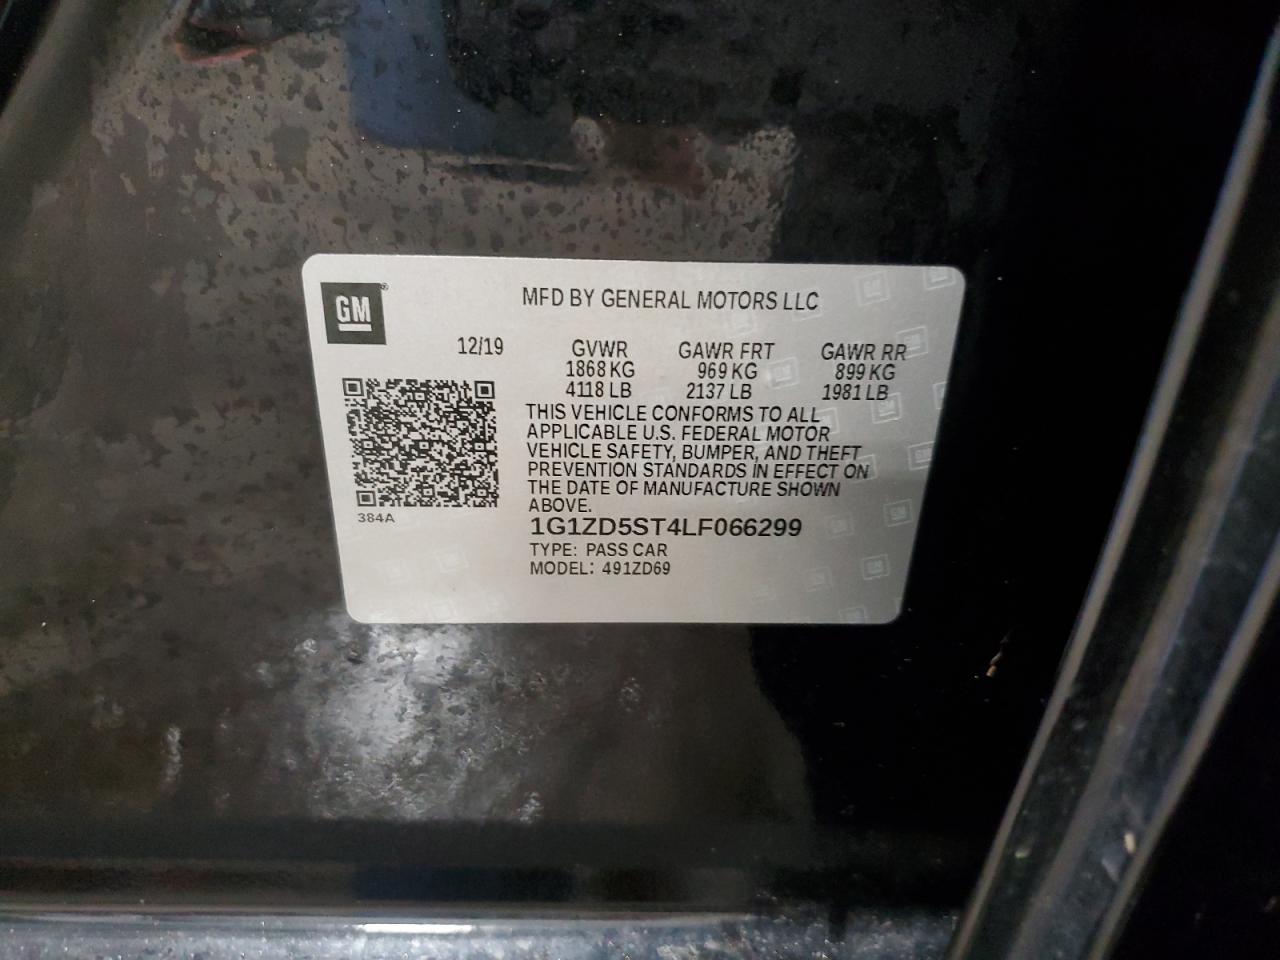 GM®
MFD BY GENERAL MOTORS LLC
12/19
GVWR GAWR FRT GAWR RR
1868 KG 969 KG 899 KG
4118 LB 2137 LB 1981 LB
THIS VEHICLE CONFORMS TO ALL
APPLICABLE U.S. FEDERAL MOTOR
VEHICLE SAFETY, BUMPER, AND THEFT
PREVENTION STANDARDS IN EFFECT ON
THE DATE OF MANUFACTURE SHOWN
ABOVE.
384A
1G1ZD5ST4LF066299
TYPE: PASS CAR
MODEL: 491ZD69